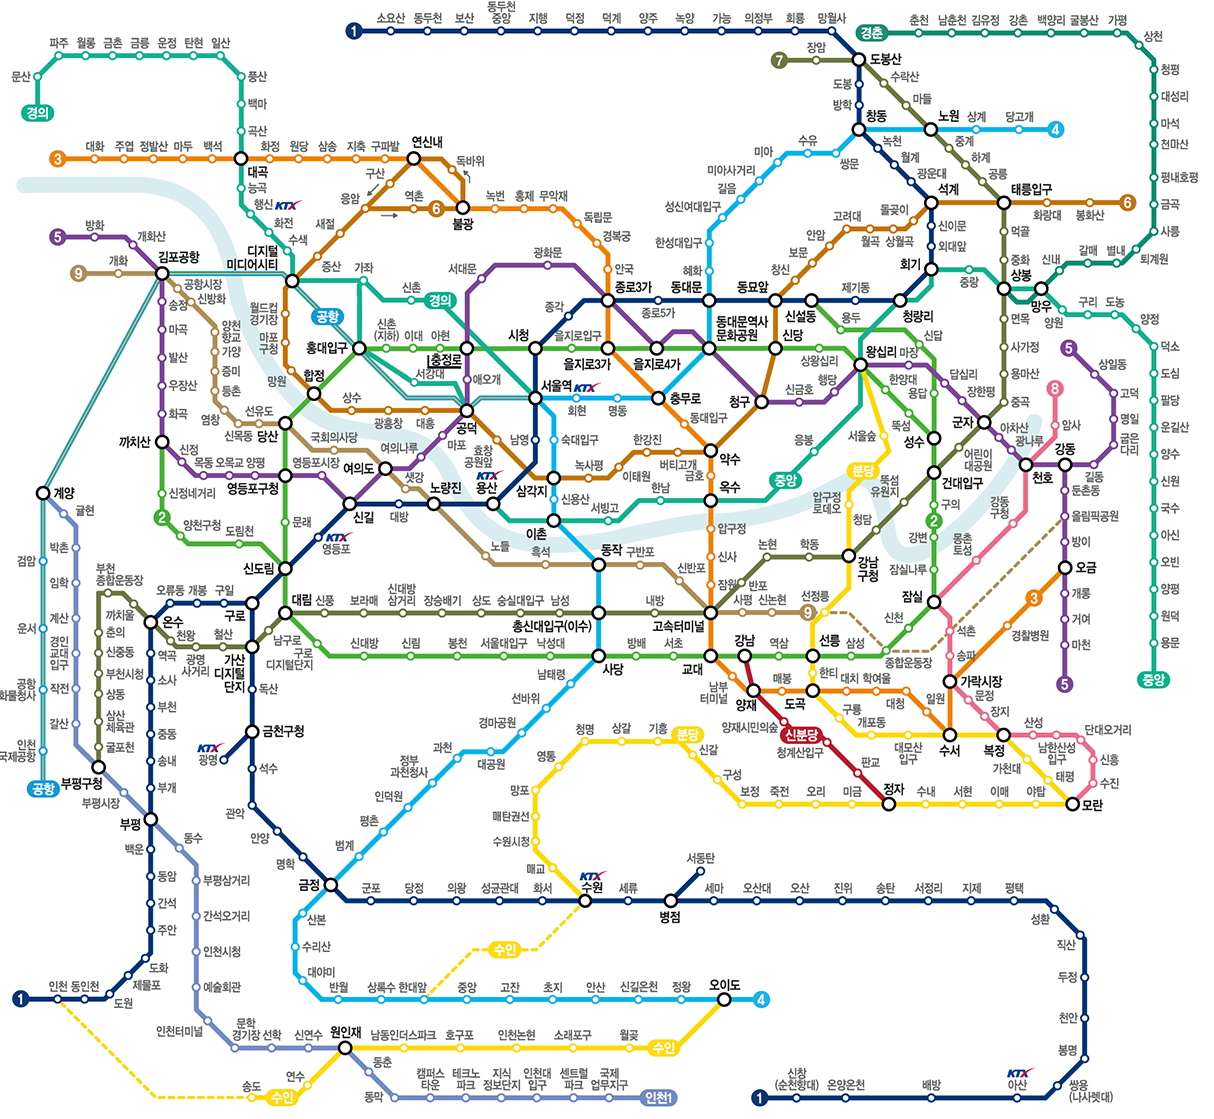 1
소요산
동두천
보산
동두천
중앙
지행
덕정
덕계
양주
녹양
가능
의정부
회룡
망월사
경춘
춘천
남춘천
김유정
강촌
백양리
굴봉산
가평
상천
청평
대성리
마석
천마산
평내호평
금곡
사릉
퇴계원
별내
갈매
신내
7
장암
도봉산
수락산
마들
도봉
방학
창동
노원
상계
당고개
4
중계
하계
공릉
녹천
월계
광운대
석계
태릉입구
화랑대
봉화산
6
파주
월롱
금촌
금릉
운정
탄현
일산
문산
경의
풍산
백마
곡산
3
대화
주엽
정발산
마두
백석
대곡
화정
원당
삼송
지축
구파발
연신내
독바위
구산
응암
역촌
6
불광
녹번
홍제
무악재
독립문
경복궁
안국
능곡
행신
KTX
화전
수색
새절
증산
디지털
미디어시티
가좌
신촌
경의
서대문
광화문
종각
종로3가
종로5가
동대문
동묘앞
신설동
제기동
청량리
회기
외대앞
신이문
수유
미아
쌍문
미아사거리
길음
성신여대입구
한성대입구
혜화
고려대
돌곶이
안암
월곡
상월곡
보문
창신
먹골
중화
상봉
중랑
망우
양원
구리
도농
양정
덕소
도심
팔당
운길산
양수
신원
국수
아신
오빈
양평
원덕
용문
중앙
5
방화
개화산
9
개화
김포공항
공항시장
신방화
송정
마곡
발산
우장산
화곡
까치산
양천
향교
가양
증미
등촌
염창
신목동
선유도
당산
국회의사당
월드컵
경기장
마포
구청
망원
합정
상수
광흥창
대흥
공항
홍대입구
신촌
(지하)
이대
아현
충정로
서강대
애오개
공덕
시청
을지로입구
을지로3가
을지로4가
동대문역사
문화공원
신당
상왕십리
왕십리
마장
용두
신답
답십리
장한평
군자
아차산
광나루
면목
사가정
용마산
중곡
서울역
KTX
회현
명동
충무로
동대입구
청구
신금호
행당
한양대
뚝섬
용답
성수
건대입구
어린이
대공원
숙대입구
남영
삼각지
녹사평
이태원
한강진
버티고개
약수
금호
옥수
응봉
중앙
서울숲
분당
압구정
로데오
뚝섬
유원지
청담
강남
구청
구의
2
강변
잠실나루
잠실
5
상일동
고덕
명일
굽은
다리
길동
강동
천호
암사
8
강동
구청
몽촌
토성
둔촌동
올림픽공원
방이
오금
개롱
거여
마천
5
3
경찰병원
가락시장
석촌
송파
문정
장지
복정
산성
남한산성
입구
단대오거리
신흥
수진
모란
태평
가천대
신정
목동
오목교
양평
영등포시장
영등포구청
여의도
여의나루
마포
효창
공원앞
신정네거리
2
양천구청
도림천
문래
신도림
신길
대방
샛강
노량진
용산
KTX
KTX
영등포
노들
흑석
이촌
신용산
서빙고
한남
동작
구반포
신반포
압구정
신사
잠원
논현
학동
반포
사평
신논현
선정릉
9
고속터미널
내방
총신대입구(이수)
남성
숭실대입구
상도
장승배기
신대방
삼거리
보라매
신풍
대림
남구로
구로
디지털단지
신대방
신림
봉천
서울대입구
낙성대
사당
방배
서초
교대
강남
역삼
선릉
삼성
종합운동장
신천
한티
대치
학여울
대청
일원
수서
도곡
매봉
양재
남부
터미널
양재시민의숲
신분당
청계산입구
판교
정자
구룡
개포동
대모산
입구
수내
서현
이매
야탑
미금
오리
죽전
보정
구성
신갈
분당
기흥
상갈
청명
영통
망포
매탄권선
수원시청
매교
수원
KTX
계양
귤현
박촌
임학
계산
경인
교대
입구
작전
갈산
부평구청
부평시장
부평
검암
운서
공항
화물청사
인천
국제공항
공항
부천
종합운동장
까치울
춘의
신중동
부천시청
상동
삼산
체육관
굴포천
오류동
개봉
구일
구로
온수
천왕
광명
사거리
철산
가산
디지털
단지
독산
금천구청
KTX
광명
석수
관악
안양
명학
금정
역곡
소사
부천
중동
송내
부개
백운
동암
간석
주안
도화
제물포
도원
동인천
인천
1
동수
부평삼거리
간석오거리
인천시청
예술회관
인천터미널
문학
경기장
선학
신연수
원인재
동춘
동막
캠퍼스
타운
테크노
파크
지식
정보단지
인천대
입구
센트럴
파크
국제
업무지구
인천1
송도
수인
연수
남동인더스파크
호구포
인천논현
소래포구
월곶
수인
오이도
4
정왕
신길온천
안산
초지
고잔
중앙
한대앞
상록수
반월
대야미
수리산
산본
수인
남태령
선바위
경마공원
대공원
과천
정부
과천청사
인덕원
평촌
범계
군포
당정
의왕
성균관대
화서
세류
병점
서동탄
세마
오산대
오산
진위
송탄
서정리
지제
평택
성환
직산
두정
천안
봉명
쌍용
(나사렛대)
KTX
아산
배방
온양온천
신창
(순천향대)
1